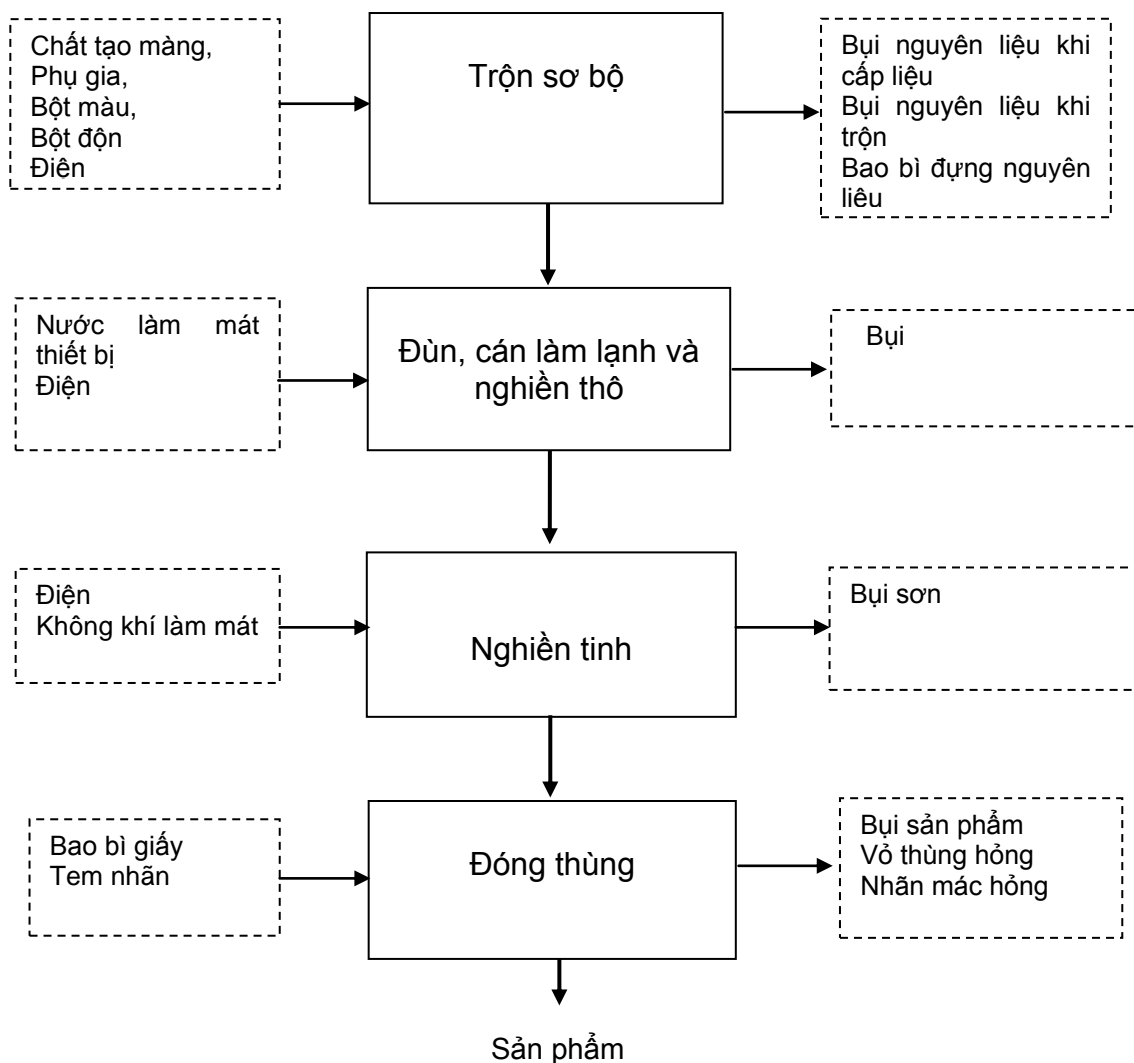 Chất tạo màng,
Phụ gia,
Bột màu,
Bột độn
Điên
Trộn sơ bộ
Bụi nguyên liệu khi
cấp liệu
Bụi nguyên liệu khi
trộn
Bao bì đựng nguyên
liêu
Nước làm mát
thiết bị
Điện
Đùn, cán làm lạnh và
nghiền thô
Bụi
Điện
Không khí làm mát
Nghiền tinh
Bụi sơn
Bao bì giấy
Tem nhãn
Đóng thùng
Bụi sản phẩm
Vỏ thùng hỏng
Nhãn mác hỏng
Sản phẩm